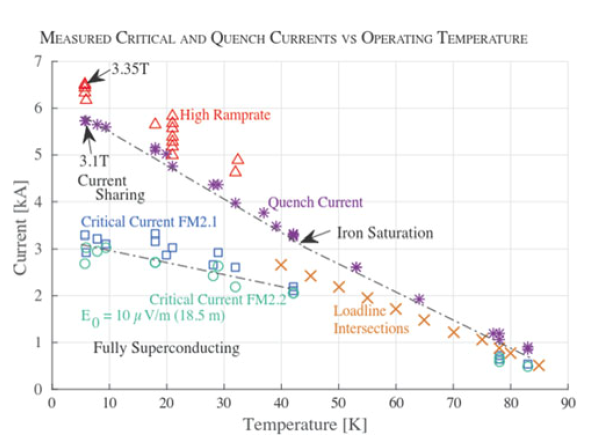 MEASURED CRITICAL AND QUENCH CURRENTS VS OPERATING TEMPERATURE
7
3.35T
6
High Ramprate
5
3.1T
Current
Sharing
4
Quench Current
Critical Current FM2.1
Iron Saturation
3
2
Critical Current FM2.2
E0 = 10 μV/m (18.5 m)
Loadline
Intersections
1
Fully Superconducting
0
0 10 20 30 40 50 60 70 80 90
Temperature [K]
Current [kA]